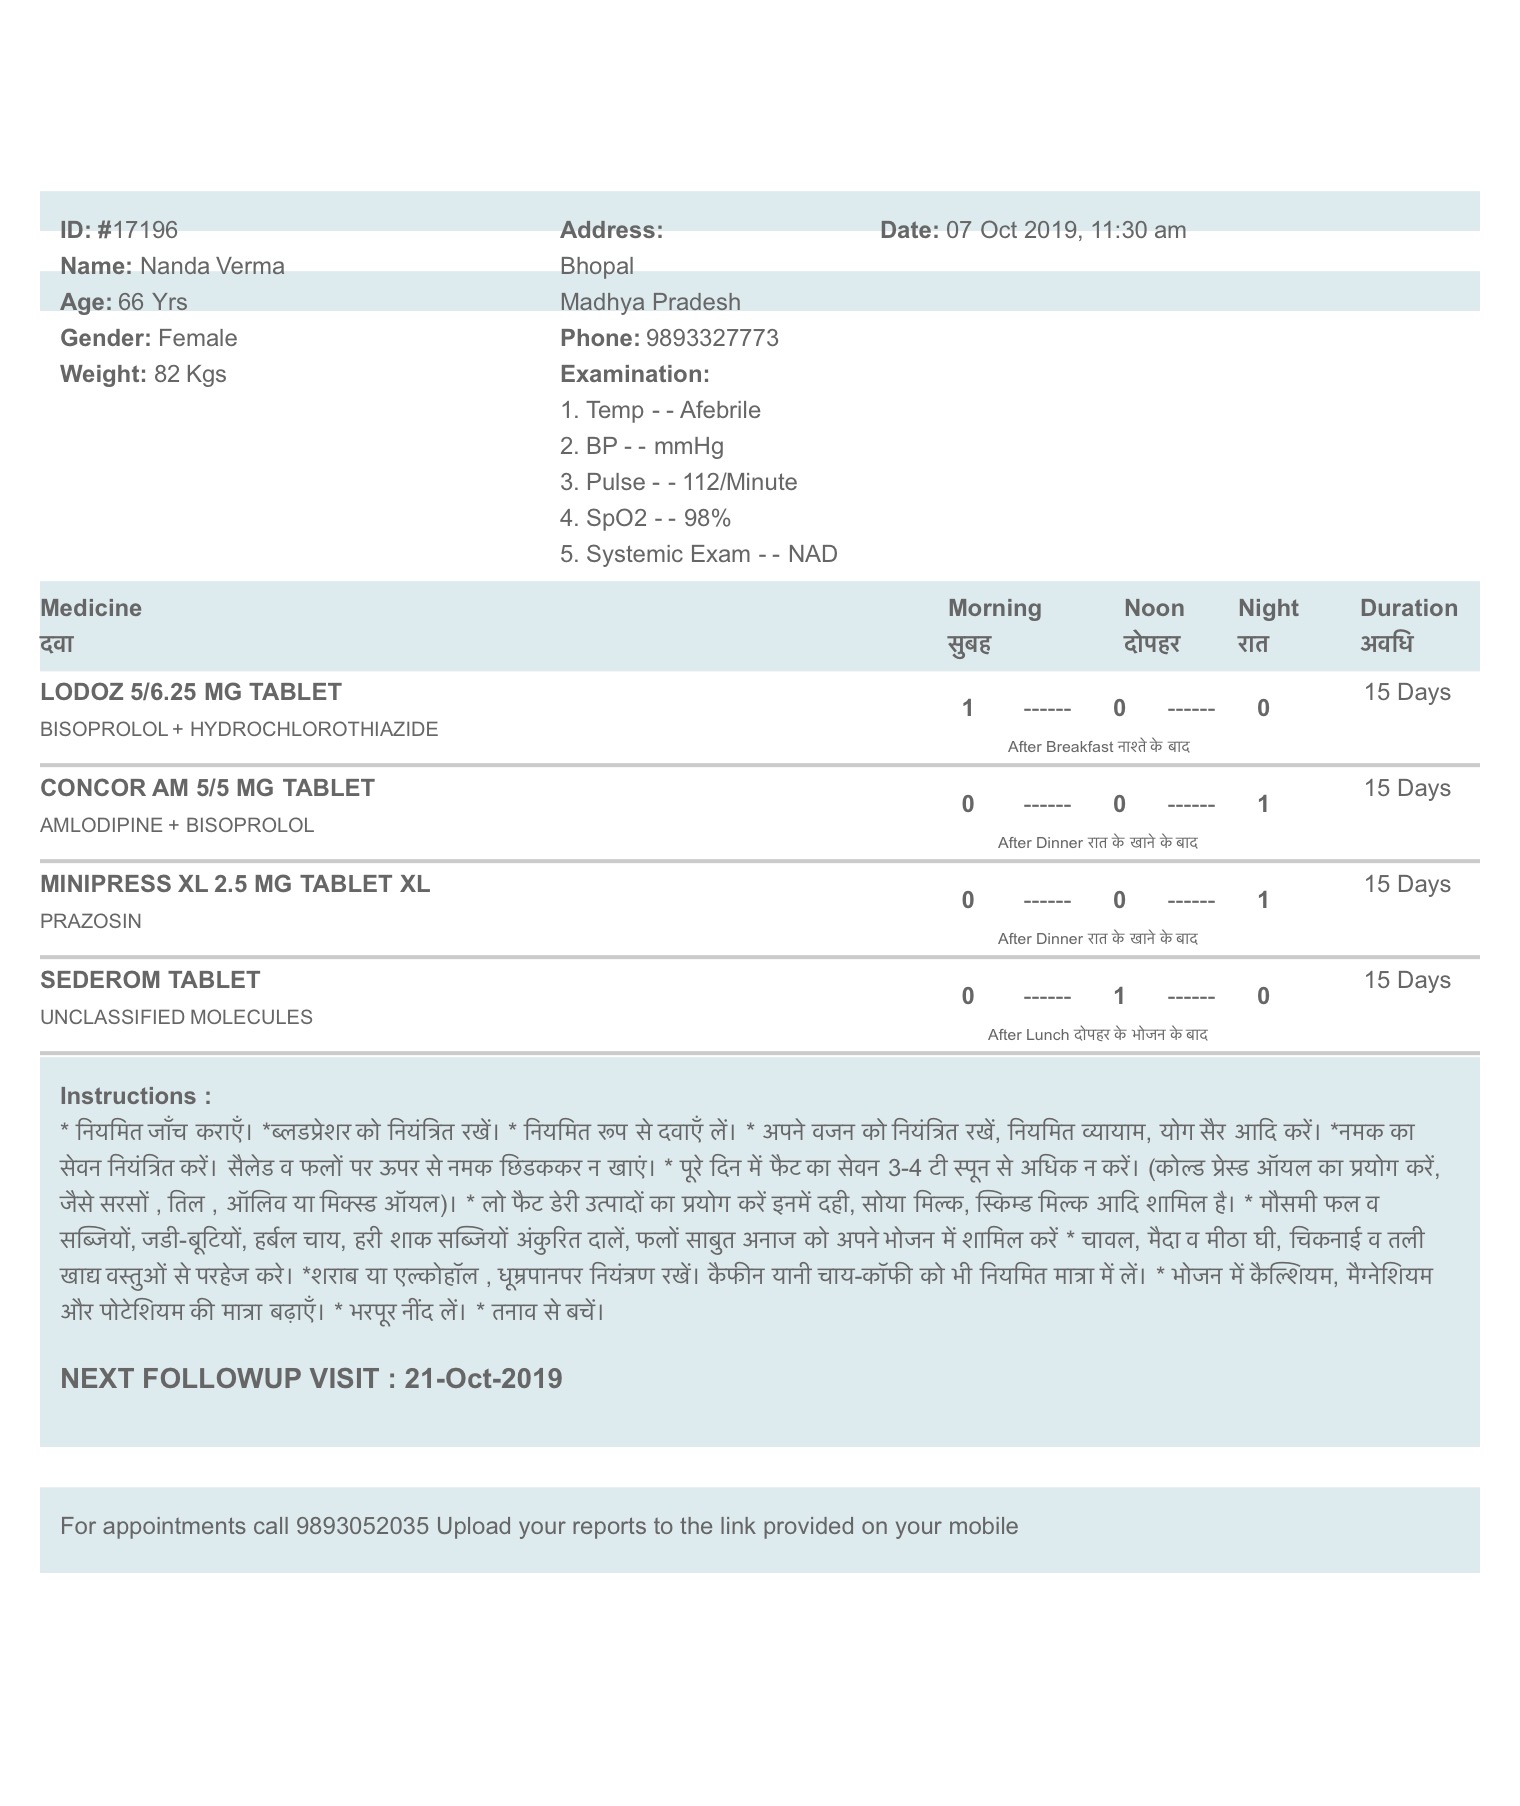 ID: #17196 Address: Date: 07 Oct 2019, 11:30 am
Name: Nanda Verma Bhopal
Age: 66 Yrs Madhya Pradesh
Gender: Female Phone: 9893327773
Weight: 82 Kgs Examination:
1. Temp - - Afebrile
2. BP - - mmHg
3. Pulse - - 112/Minute
4. SpO2 - - 98%
5. Systemic Exam - - NAD
Medicine Morning Noon Night Duration
दवा सुबह दोपहर रात अवधि
LODOZ 5/6.25 MG TABLET 15 Days
1 ------ 0 ------ 0
BISOPROLOL + HYDROCHLOROTHIAZIDE
After Breakfast नाश्ते के बाद
CONCOR AM 5/5 MG TABLET 15 Days
0 ------ 0 ------ 1
AMLODIPINE + BISOPROLOL
After Dinner रात के खाने के बाद
MINIPRESS XL 2.5 MG TABLET XL 15 Days
0 ------ 0 ------ 1
PRAZOSIN
After Dinner रात के खाने के बाद
SEDEROM TABLET 15 Days
0 ------ 1 ------ 0
UNCLASSIFIED MOLECULES
After Lunch दोपहर के भोजन के बाद
Instructions :
* नियमित जाँच कराएँ। *ब्लडप्रेशर को नियंत्रित रखें। * नियमित रूप से दवाएँ लें। * अपने वजन को नियंत्रित रखें, नियमित व्यायाम, योग सैर आदि करें। *नमक का
सेवन नियंत्रित करें। सैलेड व फलों पर ऊपर से नमक छिडककर न खाएं। * पूरे दिन में फैट का सेवन 3-4 टी स्पून से अधिक न करें। (कोल्ड प्रेस्ड ऑयल का प्रयोग करें,
जैसे सरसों , तिल , ऑलिव या मिक्स्ड ऑयल)। * लो फैट डेरी उत्पादों का प्रयोग करें इनमें दही, सोया मिल्क, स्किम्ड मिल्क आदि शामिल है। * मौसमी फल व
सब्जियों, जडी-बूटियों, हर्बल चाय, हरी शाक सब्जियों अंकुरित दालें, फलों साबुत अनाज को अपने भोजन में शामिल करें * चावल, मैदा व मीठा घी, चिकनाई व तली
खाद्य वस्तुओं से परहेज करे। *शराब या एल्कोहॉल , धूम्रपानपर नियंत्रण रखें। कैफीन यानी चाय-कॉफी को भी नियमित मात्रा में लें। * भोजन में कैल्शियम, मैग्नेशियम
और पोटेशियम की मात्रा बढ़ाएँ। * भरपूर नींद लें। * तनाव से बचें।
NEXT FOLLOWUP VISIT : 21-Oct-2019
For appointments call 9893052035 Upload your reports to the link provided on your mobile